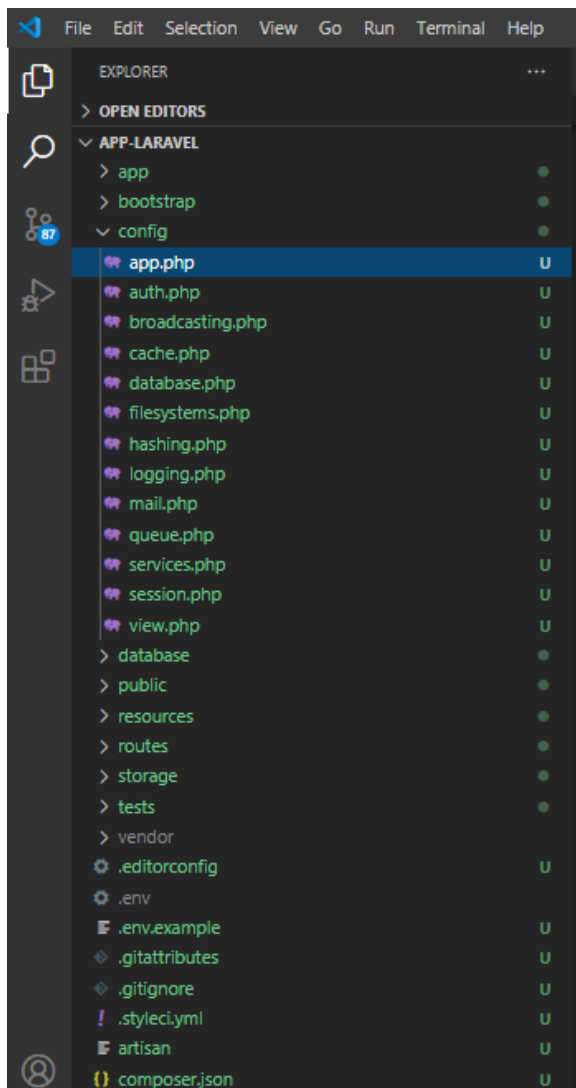 File Edit Selection View Go Run Terminal Help
EXPLORER ...
OPEN EDITORS
APP-LARAVEL
app
bootstrap
87
config
app.php U
auth.php U
broadcasting.php U
cache.php U
database.php U
filesystems.php U
hashing.php U
logging.php U
mail.php U
queue.php U
services.php U
session.php U
view.php U
database
public
resources
routes
storage
tests
vendor
.editorconfig U
.env
.env.example U
.gitattributes U
.gitignore U
! .styleci.yml U
artisan U
{} composer.json U